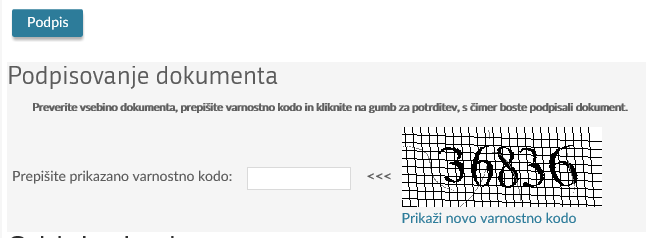 Podpis
Podpisovanje dokumenta
Preverite vsebino dokumenta, prepišite varnostno kodo in kliknite na gumb za potrditev, s čimer boste podpisali dokument.
Prepišite prikazano varnostno kodo: <<< 36836
Prikaži novo varnostno kodo